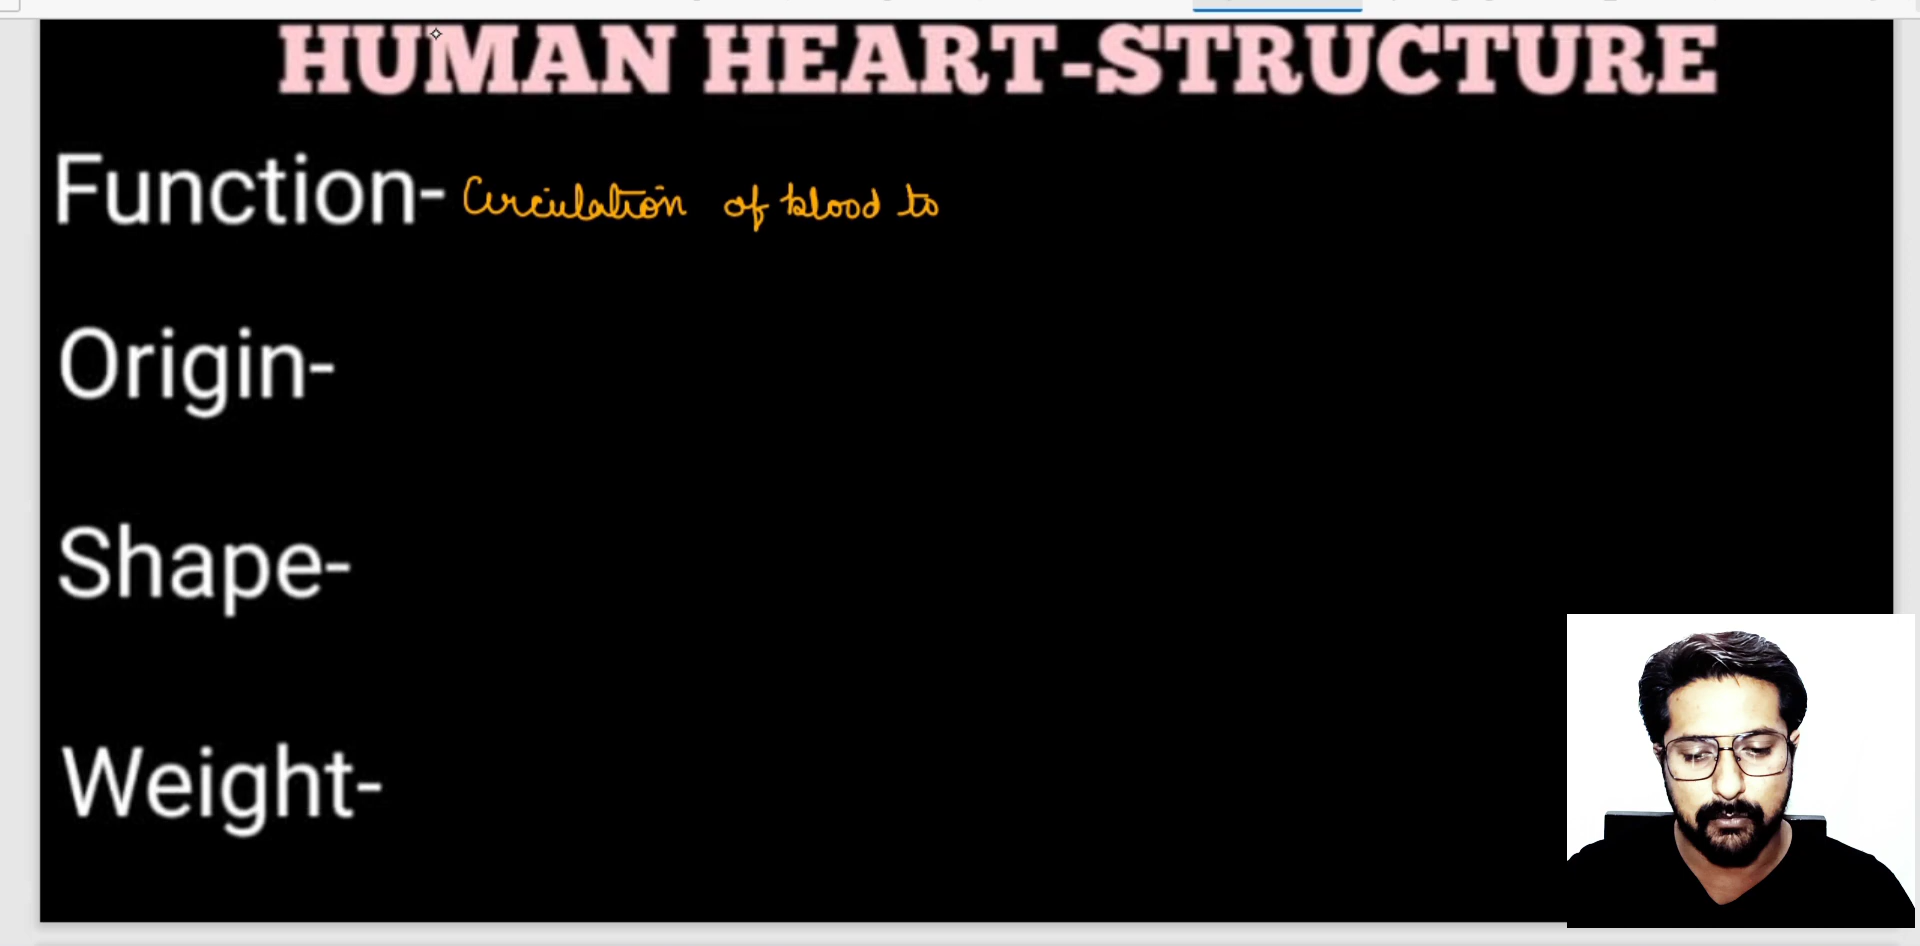 HUMAN HEART-STRUCTURE
Function- Circulation of blood to
Origin-
Shape-
Weight-